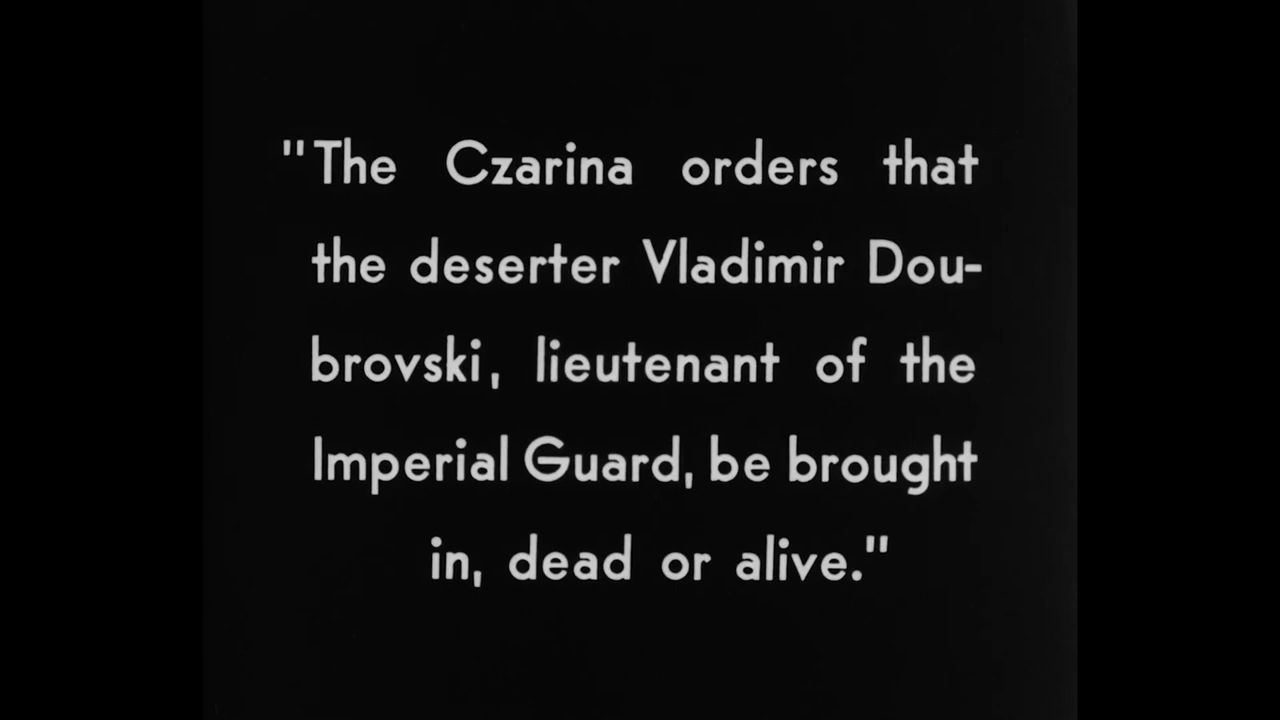 "The Czarina orders that
the deserter Vladimir Dou-
brovski, lieutenant of the
Imperial Guard, be brought
in, dead or alive."